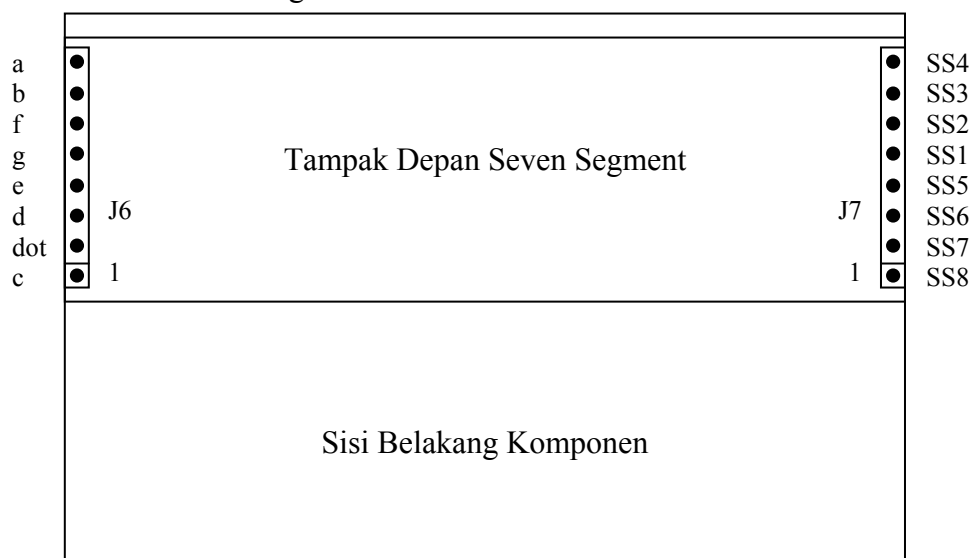 a SS4
b SS3
f SS2
g Tampak Depan Seven Segment SS1
e SS5
d J6 J7 SS6
dot SS7
c 1 1 SS8
Sisi Belakang Komponen